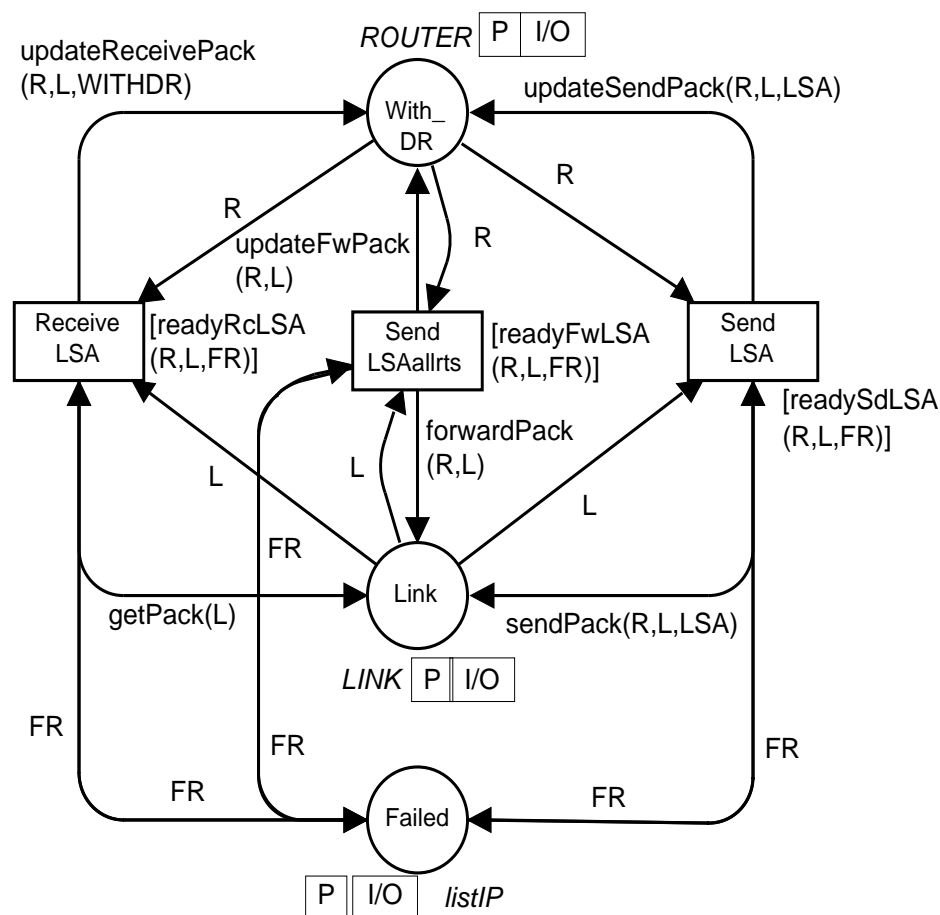 ROUTER P I/O
updateReceivePack
(R,L,WITHDR)
updateSendPack(R,L,LSA)
With_
DR
R
R
R
updateFwPack
(R,L)
Receive
LSA
[readyRcLSA
(R,L,FR)]
Send
LSAallrts
[readyFwLSA
(R,L,FR)]
Send
LSA
[readySdLSA
(R,L,FR)]
forwardPack
(R,L)
L
L
L
FR
Link
getPack(L)
sendPack(R,L,LSA)
LINK P I/O
FR
FR
FR
FR
FR
Failed
P I/O listIP